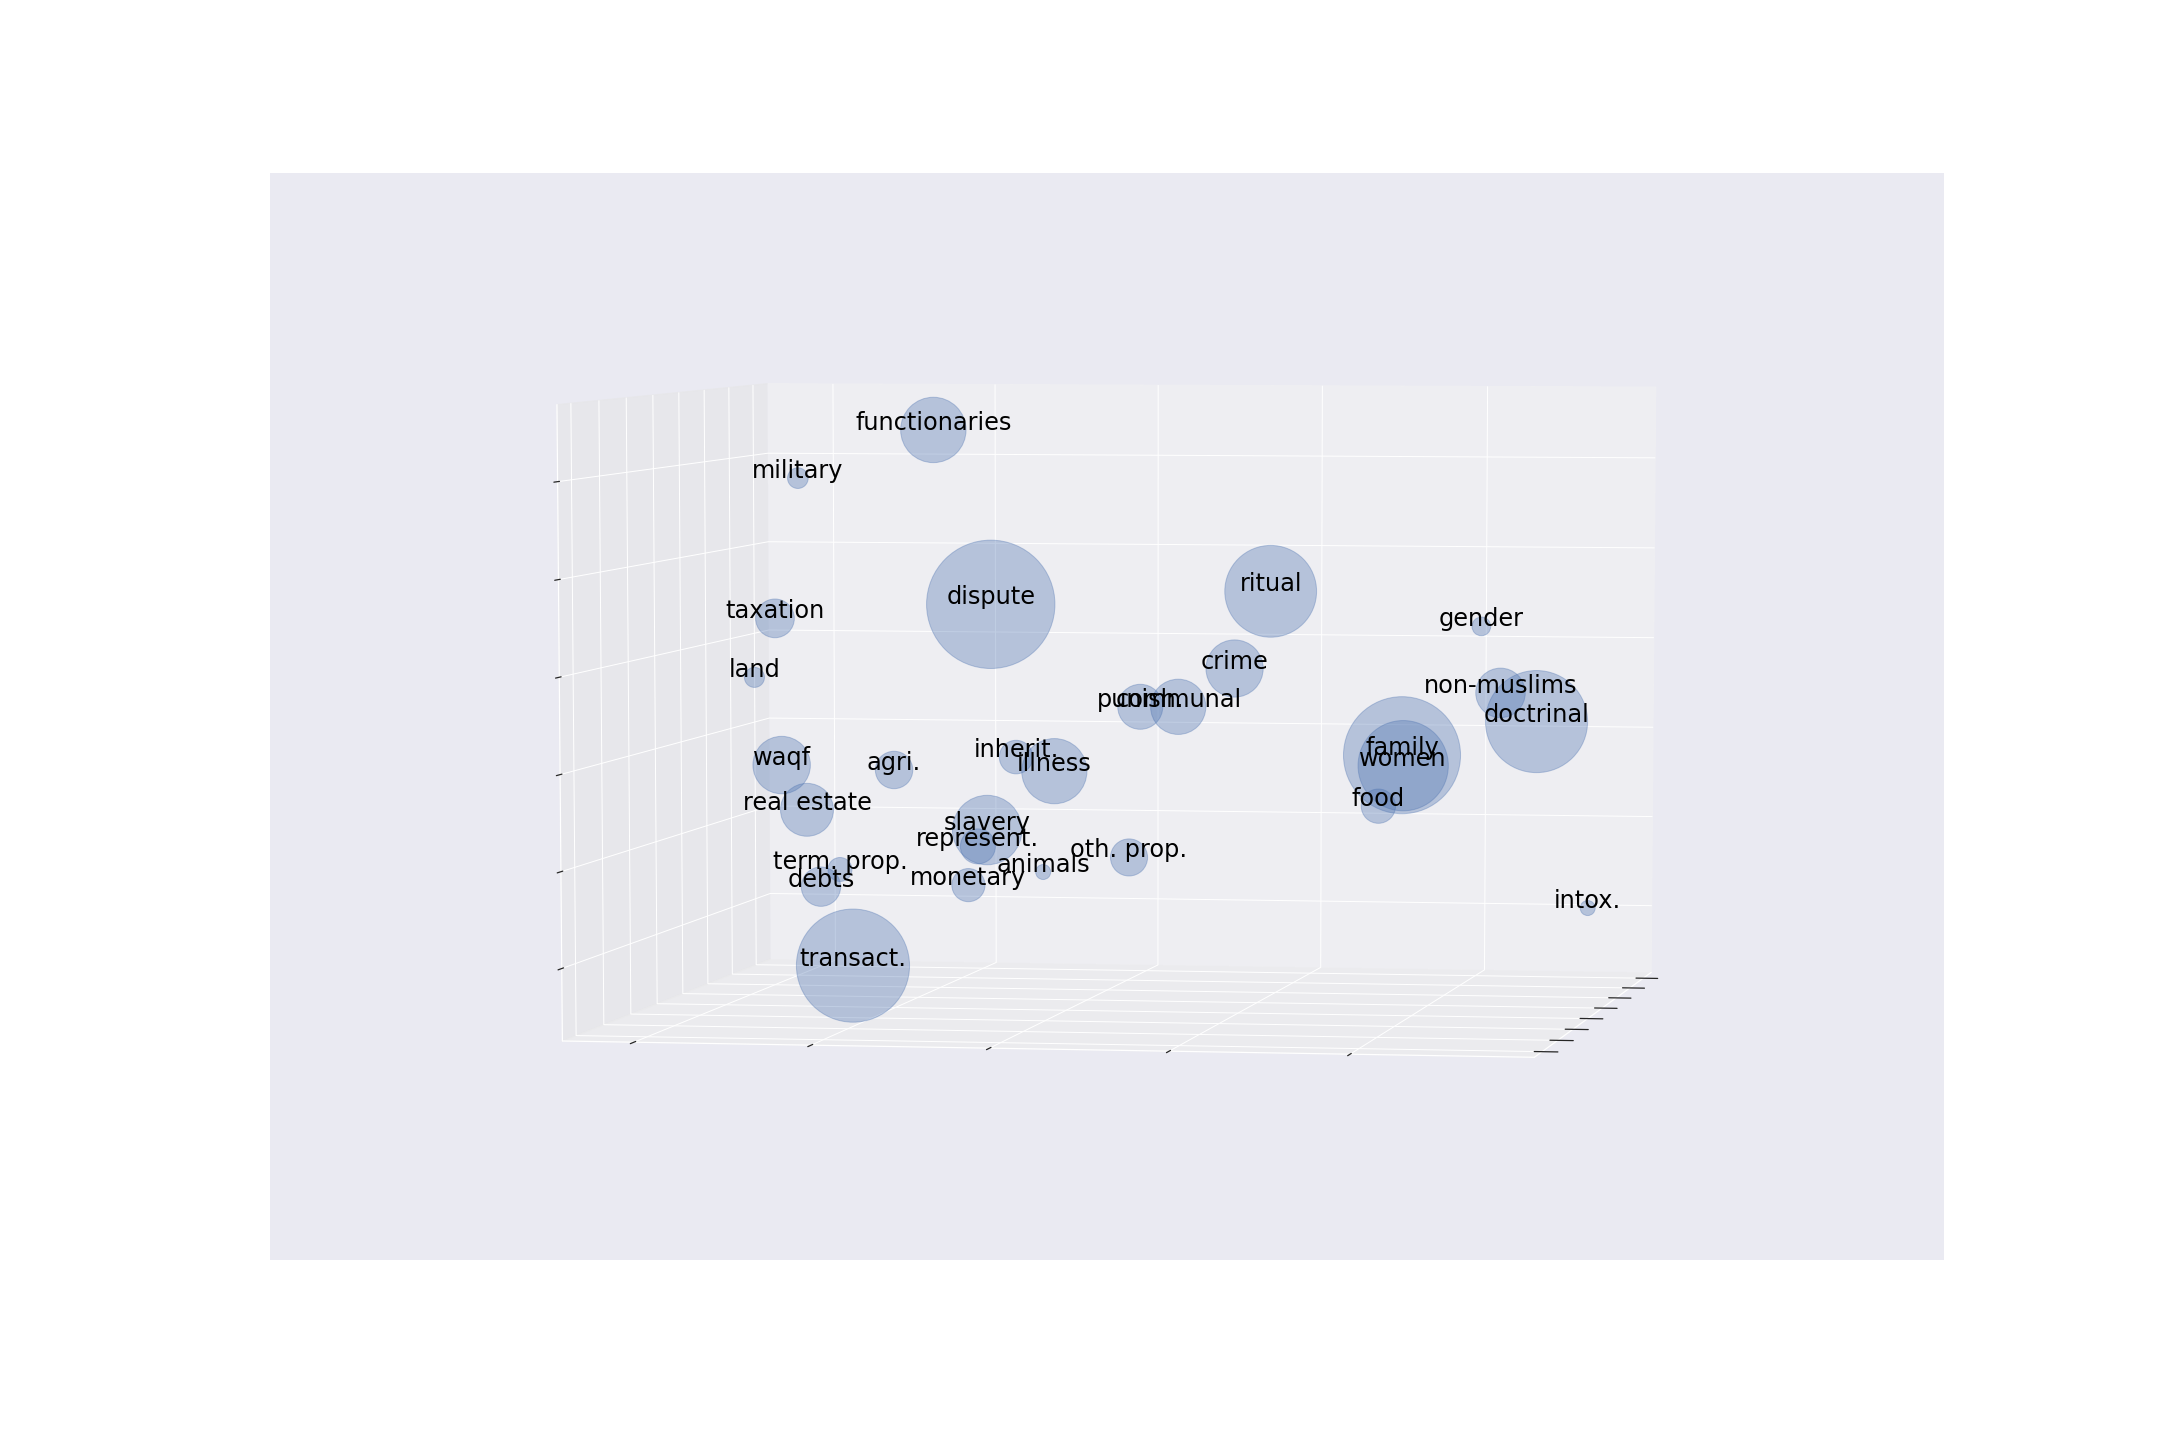 functionaries
military
ritual
dispute
taxation
gender
crime
land
non-muslims
punish.
communal
doctrinal
family
inherit.
waqf
women
agri.
illness
food
real estate
slavery
represent.
oth. prop.
term. prop.
animals
monetary
debts
intox.
transact.